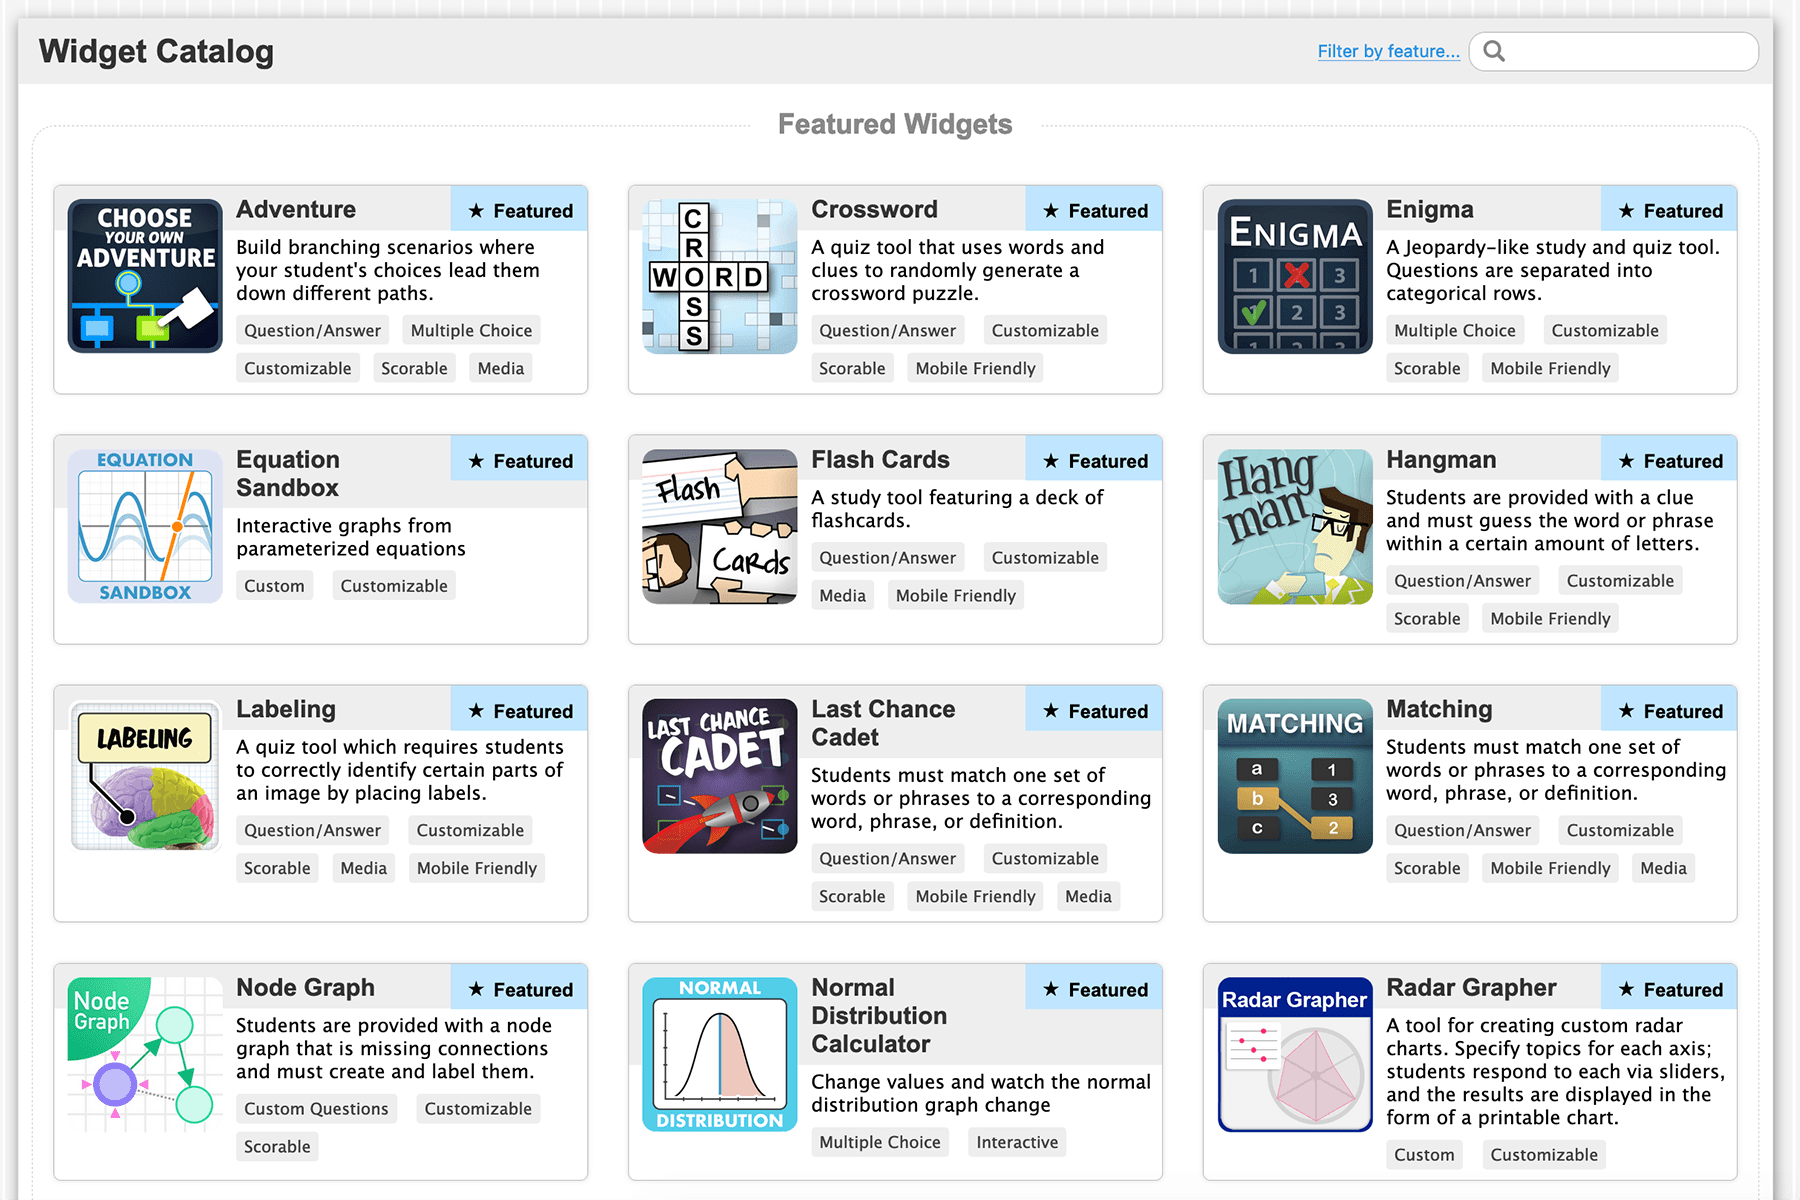 Widget Catalog
Filter by feature...
Featured Widgets
CHOOSE
YOUR OWN
ADVENTURE
Adventure
★ Featured
Build branching scenarios where
your student's choices lead them
down different paths.
Question/Answer Multiple Choice
Customizable Scorable Media
CROSS
WORD
Crossword
★ Featured
A quiz tool that uses words and
clues to randomly generate a
crossword puzzle.
Question/Answer Customizable
Scorable Mobile Friendly
ENIGMA
1 3
2 3
1 2 3
Enigma
★ Featured
A Jeopardy-like study and quiz tool.
Questions are separated into
categorical rows.
Multiple Choice Customizable
Scorable Mobile Friendly
EQUATION
SANDBOX
Equation
Sandbox
★ Featured
Interactive graphs from
parameterized equations
Custom Customizable
Flash
Cards
Flash Cards
★ Featured
A study tool featuring a deck of
flashcards.
Question/Answer Customizable
Media Mobile Friendly
Hang
man
Hangman
★ Featured
Students are provided with a clue
and must guess the word or phrase
within a certain amount of letters.
Question/Answer Customizable
Scorable Mobile Friendly
LABELING
Labeling
★ Featured
A quiz tool which requires students
to correctly identify certain parts of
an image by placing labels.
Question/Answer Customizable
Scorable Media Mobile Friendly
LAST CHANCE
CADET
Last Chance
Cadet
★ Featured
Students must match one set of
words or phrases to a corresponding
word, phrase, or definition.
Question/Answer Customizable
Scorable Mobile Friendly Media
MATCHING
a 1
b 3
c 2
Matching
★ Featured
Students must match one set of
words or phrases to a corresponding
word, phrase, or definition.
Question/Answer Customizable
Scorable Mobile Friendly Media
Node
Graph
Node Graph
★ Featured
Students are provided with a node
graph that is missing connections
and must create and label them.
Custom Questions Customizable
Scorable
NORMAL
DISTRIBUTION
Normal
Distribution
Calculator
★ Featured
Change values and watch the normal
distribution graph change
Multiple Choice Interactive
Radar Grapher
Radar Grapher
★ Featured
A tool for creating custom radar
charts. Specify topics for each axis;
students respond to each via sliders,
and the results are displayed in the
form of a printable chart.
Custom Customizable